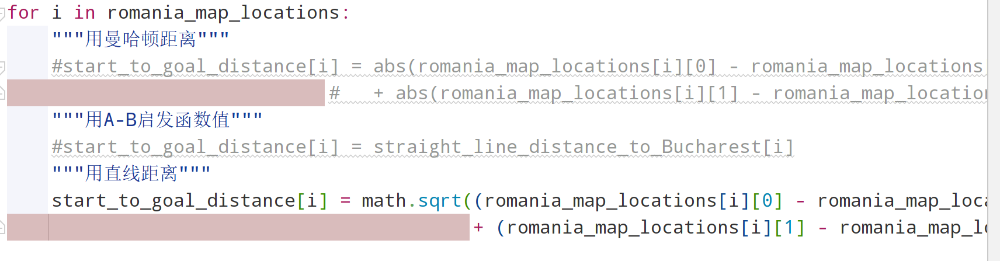 for i in romania_map_locations:
"""用曼哈顿距离"""
#start_to_goal_distance[i] = abs(romania_map_locations[i][0] - romania_map_locations
#   + abs(romania_map_locations[i][1] - romania_map_location
"""用A-B启发函数值"""
#start_to_goal_distance[i] = straight_line_distance_to_Bucharest[i]
"""用直线距离"""
start_to_goal_distance[i] = math.sqrt((romania_map_locations[i][0] - romania_map_loca
+ (romania_map_locations[i][1] - romania_map_lo